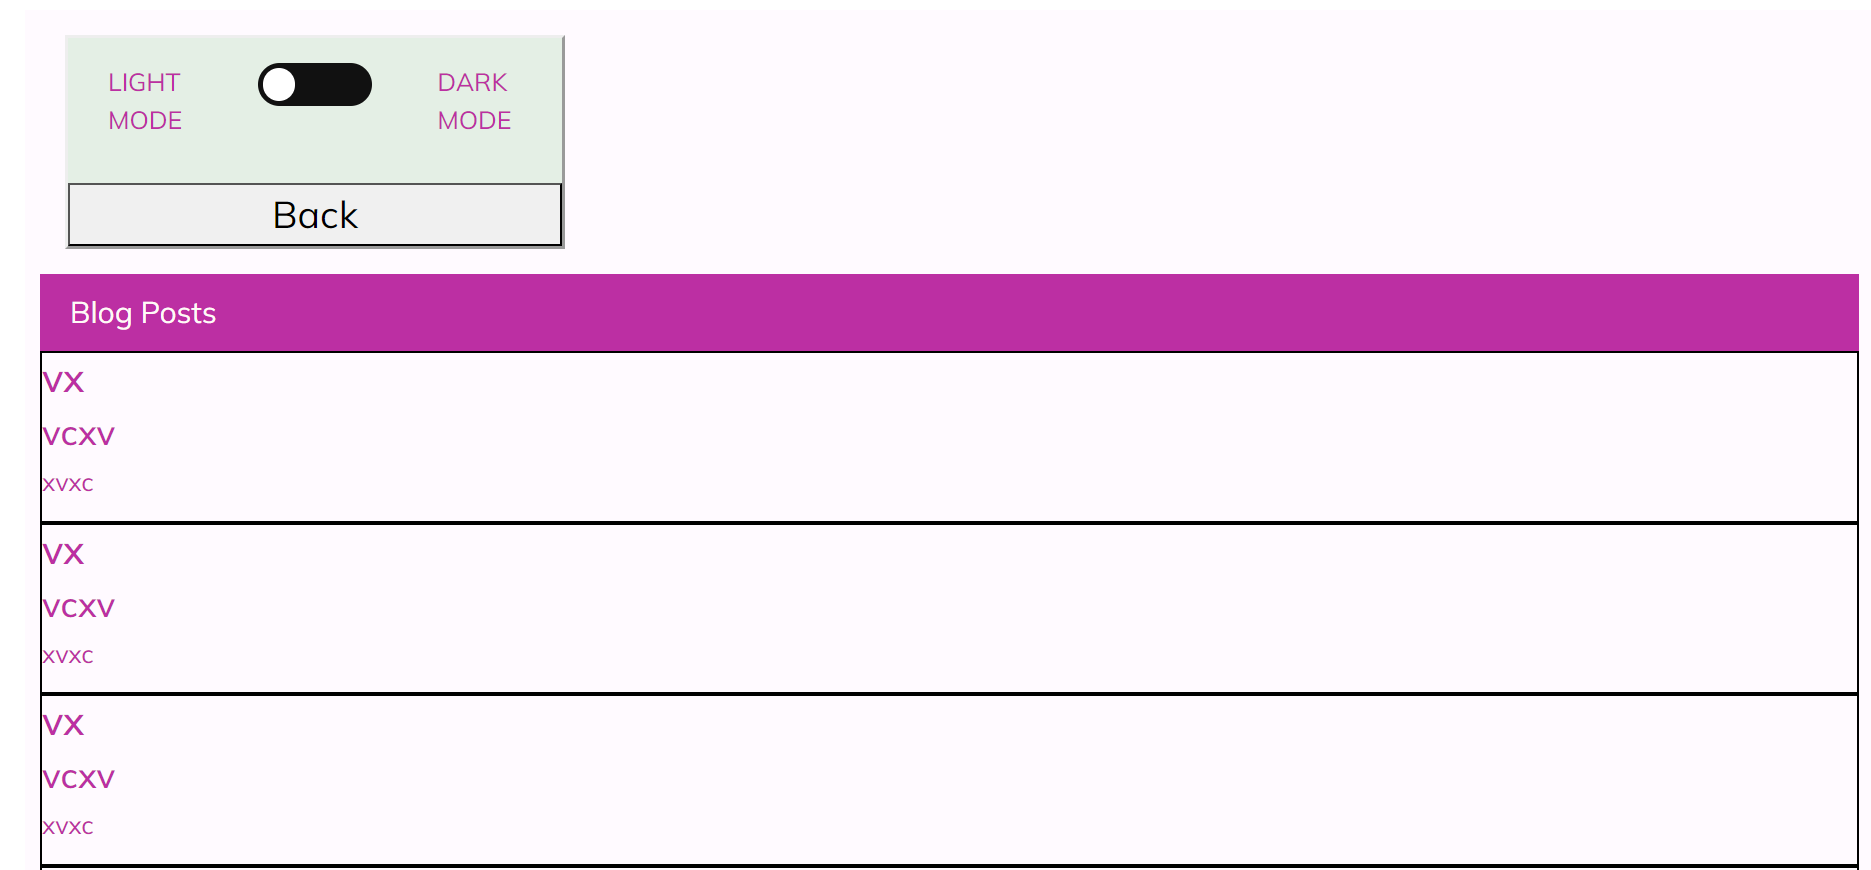 LIGHT MODE
DARK MODE
Back
Blog Posts
vx
vcxv
xvxc
vx
vcxv
xvxc
vx
vcxv
xvxc